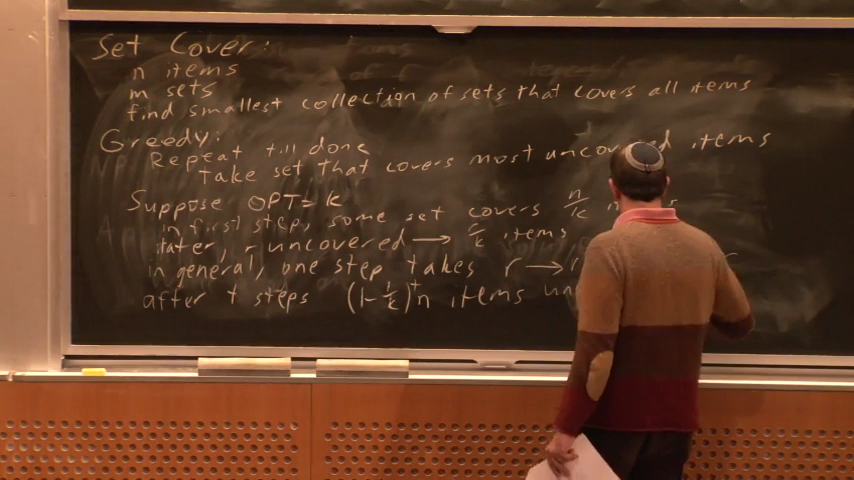 Set Cover:
n items
m sets
find smallest collection of sets that covers all items
Greedy:
Repeat till done
take set that covers most uncovered items
Suppose OPT=k
in first step, some set covers n/k
later, r uncovered → r/k items
in general, one step takes r →
after t steps (1-1/k)^t n items